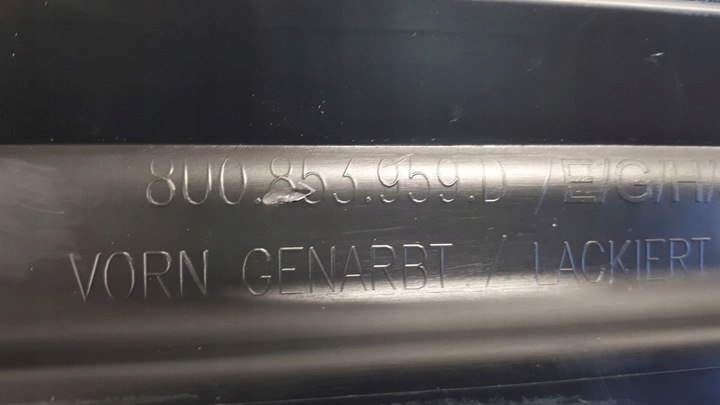 8U0.853.959.D /E/G/H/
VORN GENARBT / LACKIERT